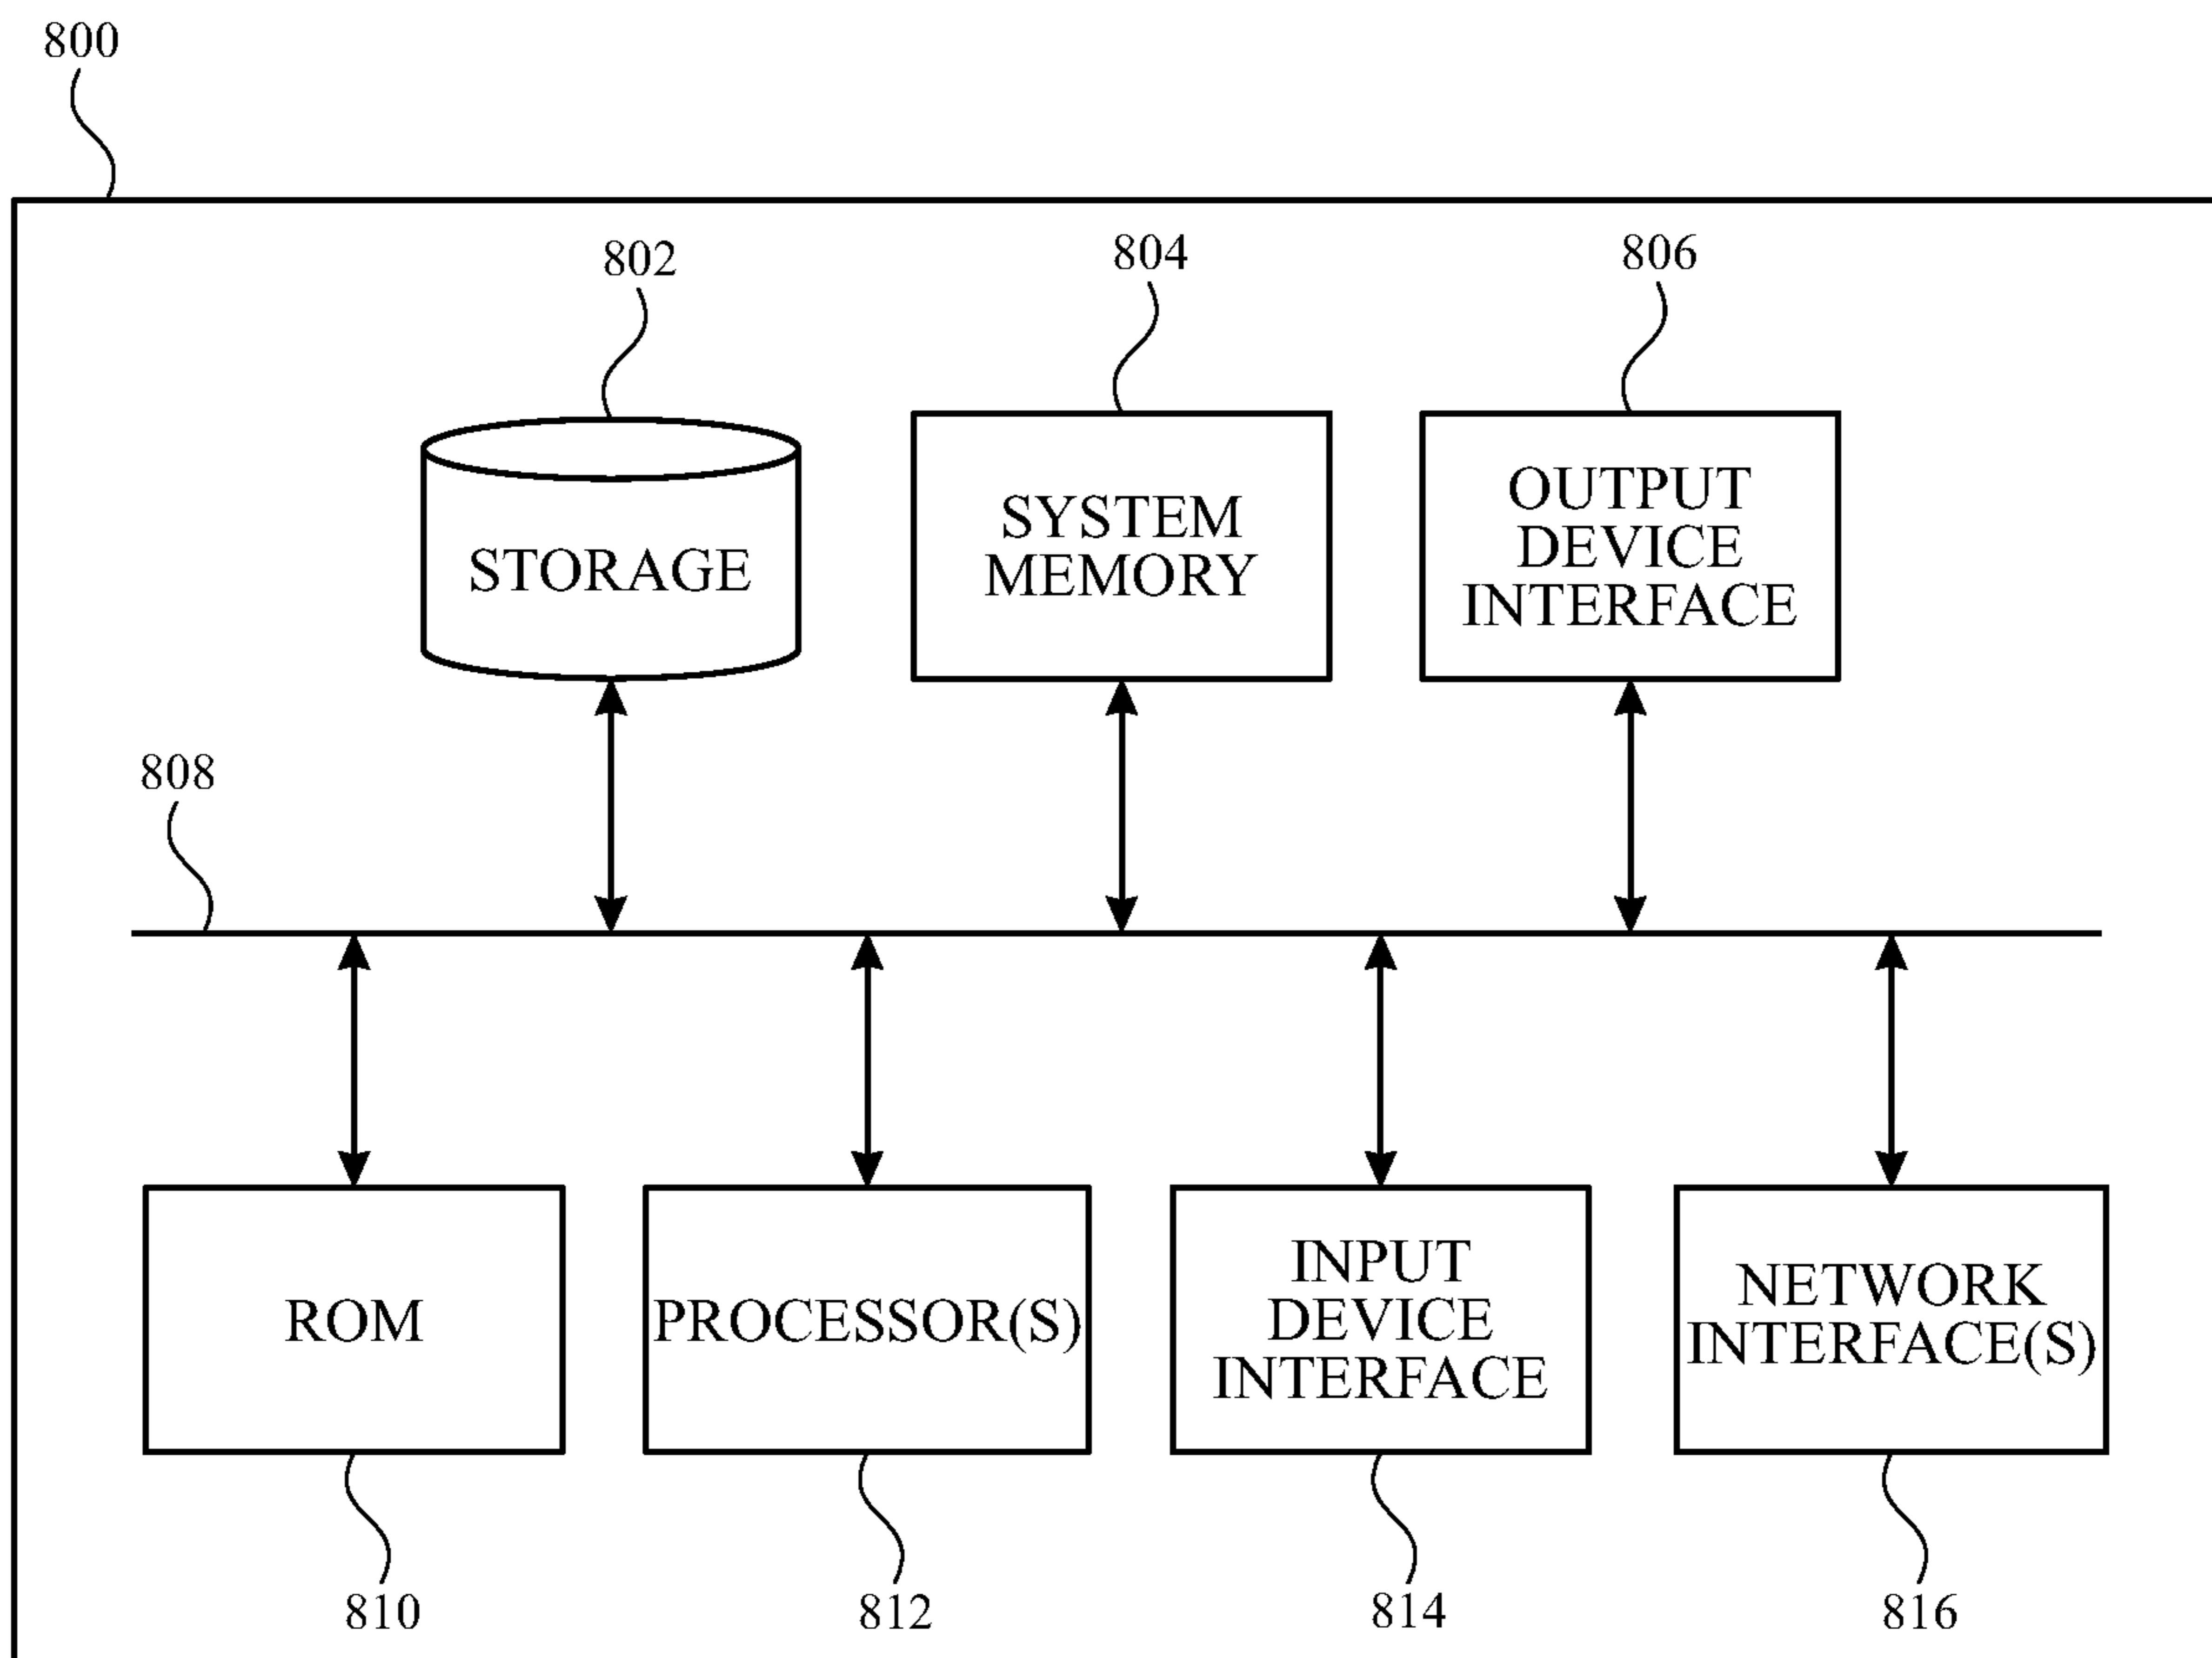 800
802
804
806
STORAGE
SYSTEM
MEMORY
OUTPUT
DEVICE
INTERFACE
808
ROM
PROCESSOR(S)
INPUT
DEVICE
INTERFACE
NETWORK
INTERFACE(S)
810
812
814
816